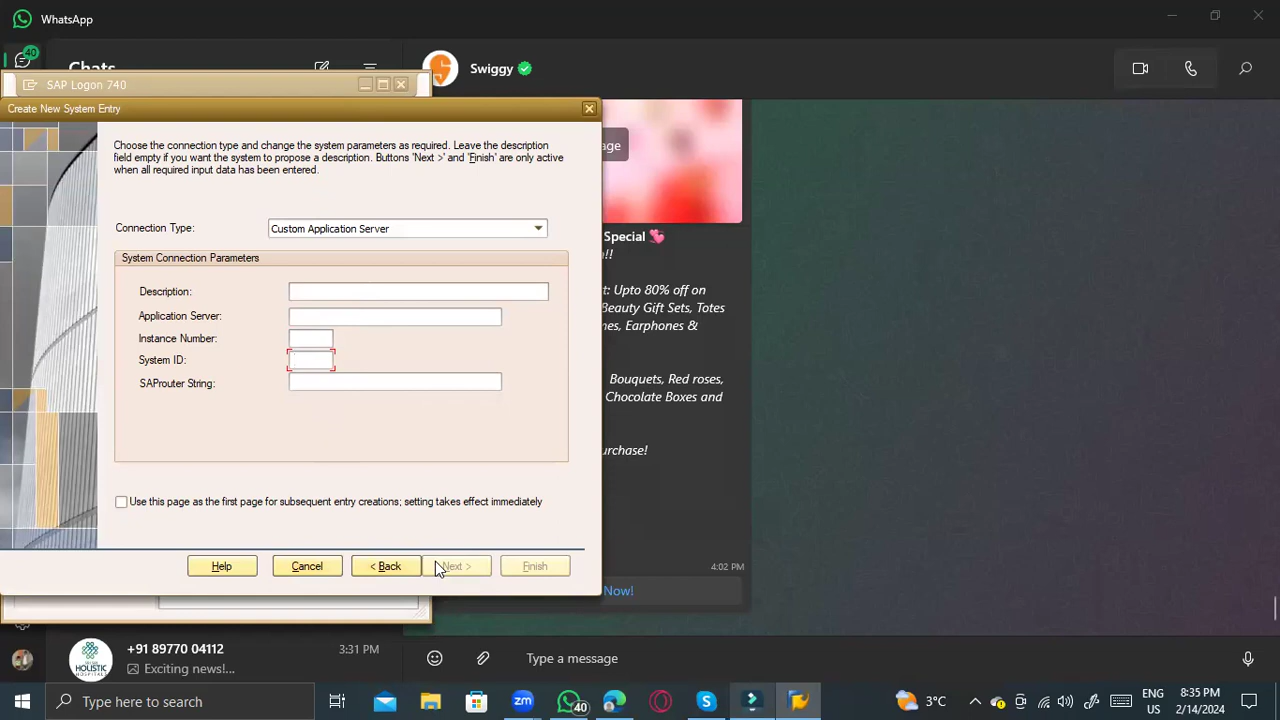 WhatsApp
40
Chats
Swiggy
SAP Logon 740
Create New System Entry
Choose the connection type and change the system parameters as required. Leave the description
field empty if you want the system to propose a description. Buttons 'Next >' and 'Finish' are only active
when all required input data has been entered.
Connection Type:
Custom Application Server
System Connection Parameters
Description:
Application Server:
Instance Number:
System ID:
SAProuter String:
Use this page as the first page for subsequent entry creations; setting takes effect immediately
Help
Cancel
< Back
Next >
Finish
age
Special 💞
!!
t: Upto 80% off on
Beauty Gift Sets, Totes
nes, Earphones &
Bouquets, Red roses,
Chocolate Boxes and
urchase!
4:02 PM
Now!
+91 89770 04112
3:31 PM
HOLISTIC
HOSPITALS
Exciting news!...
Type a message
Type here to search
zm
40
3°C
ENG
US
8:35 PM
2/14/2024